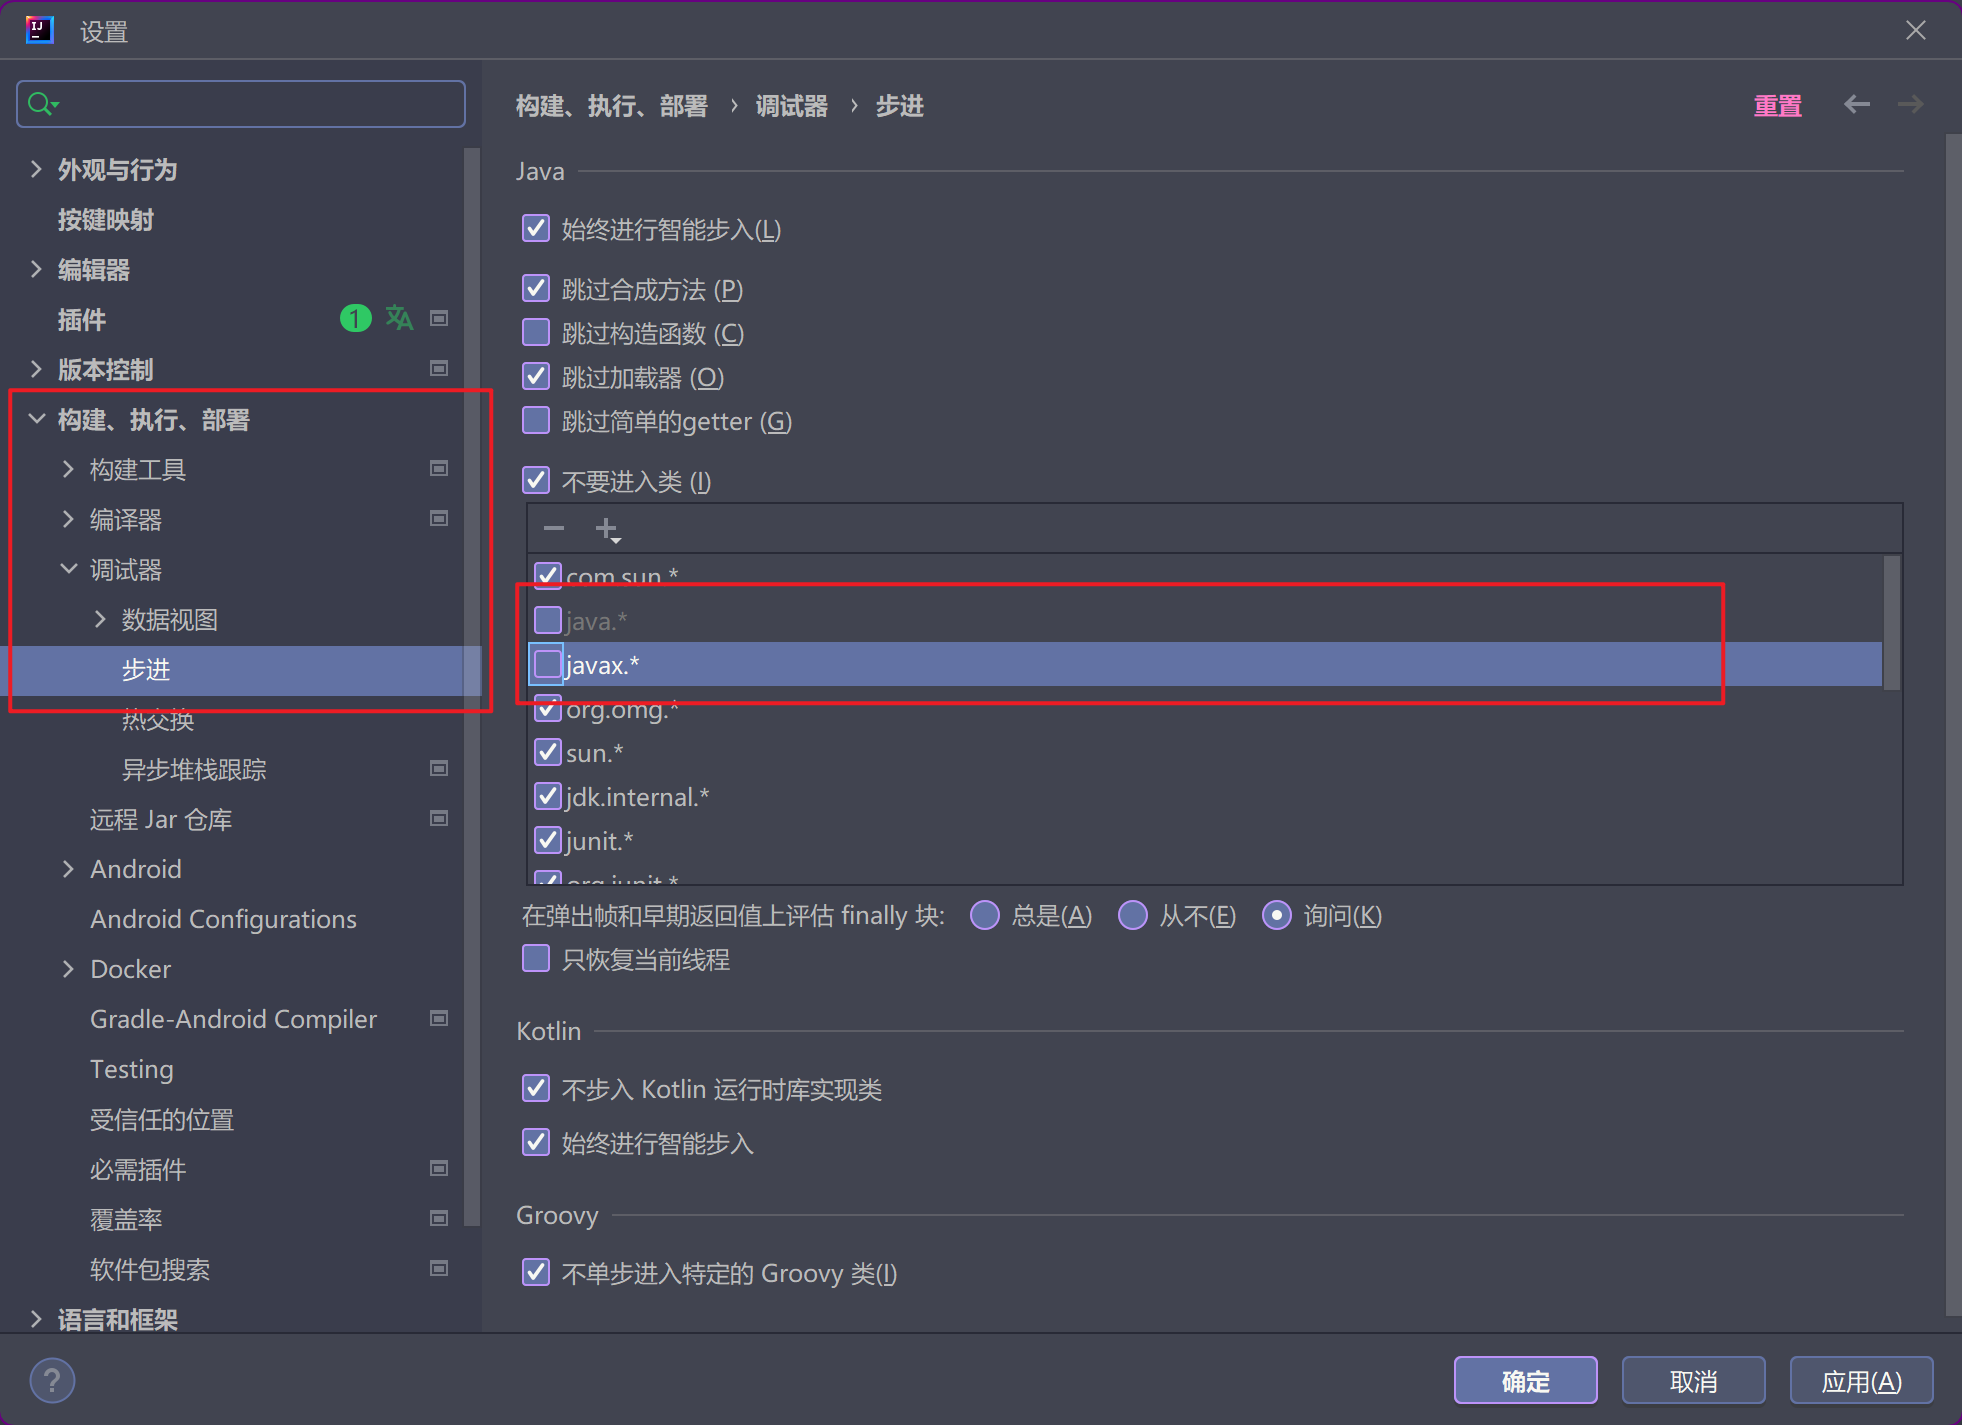 IJ
设置
外观与行为
按键映射
编辑器
插件
1
文A
版本控制
构建、执行、部署
构建工具
编译器
调试器
数据视图
步进
热交换
异步堆栈跟踪
远程 Jar 仓库
Android
Android Configurations
Docker
Gradle-Android Compiler
Testing
受信任的位置
必需插件
覆盖率
软件包搜索
语言和框架
?
构建、执行、部署 › 调试器 › 步进
重置
Java
始终进行智能步入(L)
跳过合成方法 (P)
跳过构造函数 (C)
跳过加载器 (O)
跳过简单的getter (G)
不要进入类 (I)
com.sun.*
java.*
javax.*
org.omg.*
sun.*
jdk.internal.*
junit.*
org.junit.*
在弹出帧和早期返回值上评估 finally 块: 总是(A) 从不(E) 询问(K)
只恢复当前线程
Kotlin
不步入 Kotlin 运行时库实现类
始终进行智能步入
Groovy
不单步进入特定的 Groovy 类(I)
确定 取消 应用(A)